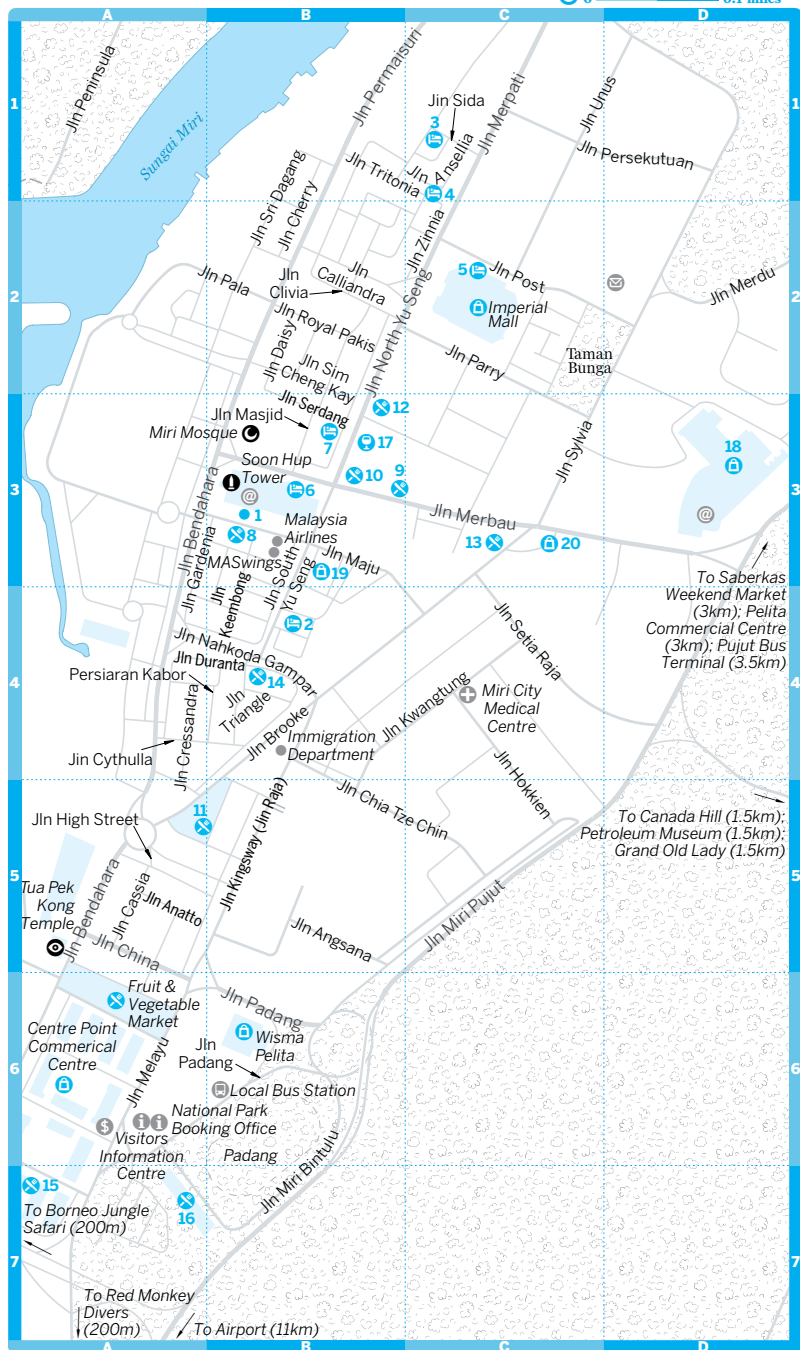 0 0.1 miles
A B C D
1
Jln Peninsula
Sungai Miri
Jln Permaisuri
Jln Sida
3
Jln Merpati
Jln Unus
Jln Persekutuan
1
Jln Tritonia
Jln Ansellia
4
Jln Sri Dagang
Jln Cherry
Jln Zinnia
2
Jln Pala
Jln
Clivia
Jln
Calliandra
5
Jln Post
Imperial
Mall
Jln Merdu
2
Jln Royal Pakis
Jln Daisy
Jln North Yu Seng
Jln Sim
Cheng Kay
Jln Parry
Taman
Bunga
Jln Serdang
12
Jln Masjid
Miri Mosque
7
17
Jln Sylvia
18
Soon Hup
Tower
@
6
10
9
3
Jln Bendahara
1
Jln Merbau
@
3
8
Malaysia
Airlines
MASwings
13
20
Jln Gardenia
Jln
Keembong
Jln South
Yu Seng
Jln Maju
19
To Saberkas
Weekend Market
(3km); Pelita
Commercial Centre
(3km); Pujut Bus
Terminal (3.5km)
2
Jln Setia Raja
Jln Nahkoda Gampar
Jln Duranta
14
Persiaran Kabor
4
Jln
Triangle
Jln Kwangtung
Miri City
Medical
Centre
4
Jln Cressandra
Jln Brooke
Immigration
Department
Jin Cythulla
Jln Hokkien
Jln High Street
11
Jln Kingsway (Jln Raja)
Jln Chia Tze Chin
To Canada Hill (1.5km);
Petroleum Museum (1.5km);
Grand Old Lady (1.5km)
5
Tua Pek
Kong
Temple
Jln Bendahara
Jln Cassia
Jln Anatto
Jln Angsana
Jln Miri Pujut
5
Jln China
Fruit &
Vegetable
Market
Jln Padang
Centre Point
Commerical
Centre
Wisma
Pelita
Jln
Padang
6
Jln Melayu
Local Bus Station
6
$
National Park
Booking Office
Visitors
Information
Centre
Padang
Jln Miri Bintulu
15
To Borneo Jungle
Safari (200m)
16
7
7
To Red Monkey
Divers
(200m)
To Airport (11km)
A B C D